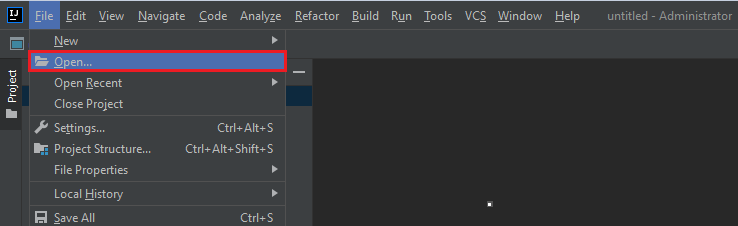 IJ File Edit View Navigate Code Analyze Refactor Build Run Tools VCS Window Help untitled - Administrator
New
Open...
Open Recent
Close Project
Settings... Ctrl+Alt+S
Project Structure... Ctrl+Alt+Shift+S
File Properties
Local History
Save All Ctrl+S
Project